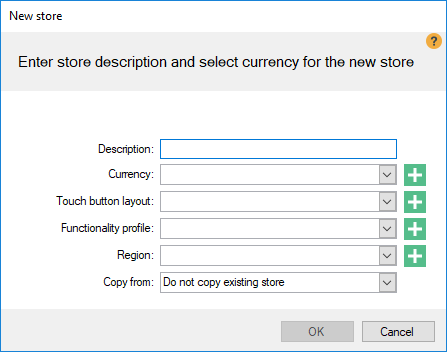 New store
?
Enter store description and select currency for the new store
Description:
Currency:
Touch button layout:
Functionality profile:
Region:
Copy from: Do not copy existing store
OK Cancel